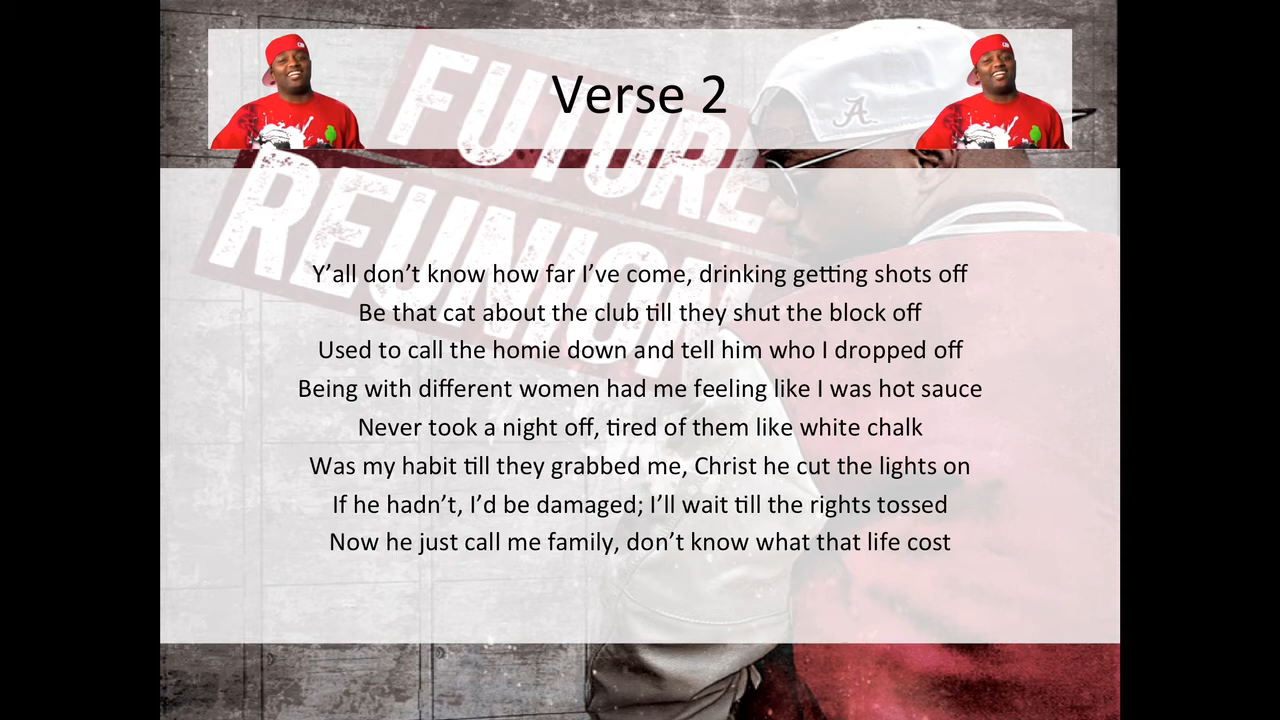 Verse 2
FUTURE
REUNION
A
Y’all don’t know how far I’ve come, drinking getting shots off
Be that cat about the club till they shut the block off
Used to call the homie down and tell him who I dropped off
Being with different women had me feeling like I was hot sauce
Never took a night off, tired of them like white chalk
Was my habit till they grabbed me, Christ he cut the lights on
If he hadn’t, I’d be damaged; I’ll wait till the rights tossed
Now he just call me family, don’t know what that life cost